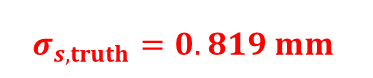 σs,truth = 0.819 mm